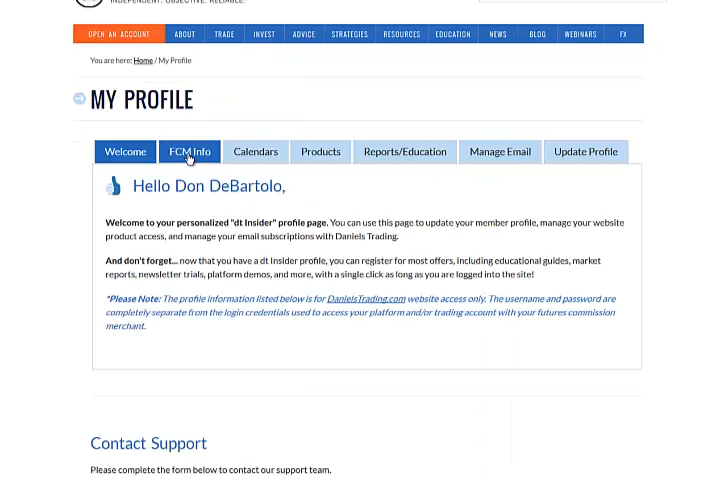 INDEPENDENT. OBJECTIVE. RELIABLE.
OPEN AN ACCOUNT ABOUT TRADE INVEST ADVICE STRATEGIES RESOURCES EDUCATION NEWS BLOG WEBINARS FX
You are here: Home / My Profile
MY PROFILE
Welcome FCM Info Calendars Products Reports/Education Manage Email Update Profile
Hello Don DeBartolo,
Welcome to your personalized "dt Insider" profile page. You can use this page to update your member profile, manage your website
product access, and manage your email subscriptions with Daniels Trading.
And don't forget... now that you have a dt Insider profile, you can register for most offers, including educational guides, market
reports, newsletter trials, platform demos, and more, with a single click as long as you are logged into the site!
*Please Note: The profile information listed below is for DanielsTrading.com website access only. The username and password are
completely separate from the login credentials used to access your platform and/or trading account with your futures commission
merchant.
Contact Support
Please complete the form below to contact our support team.